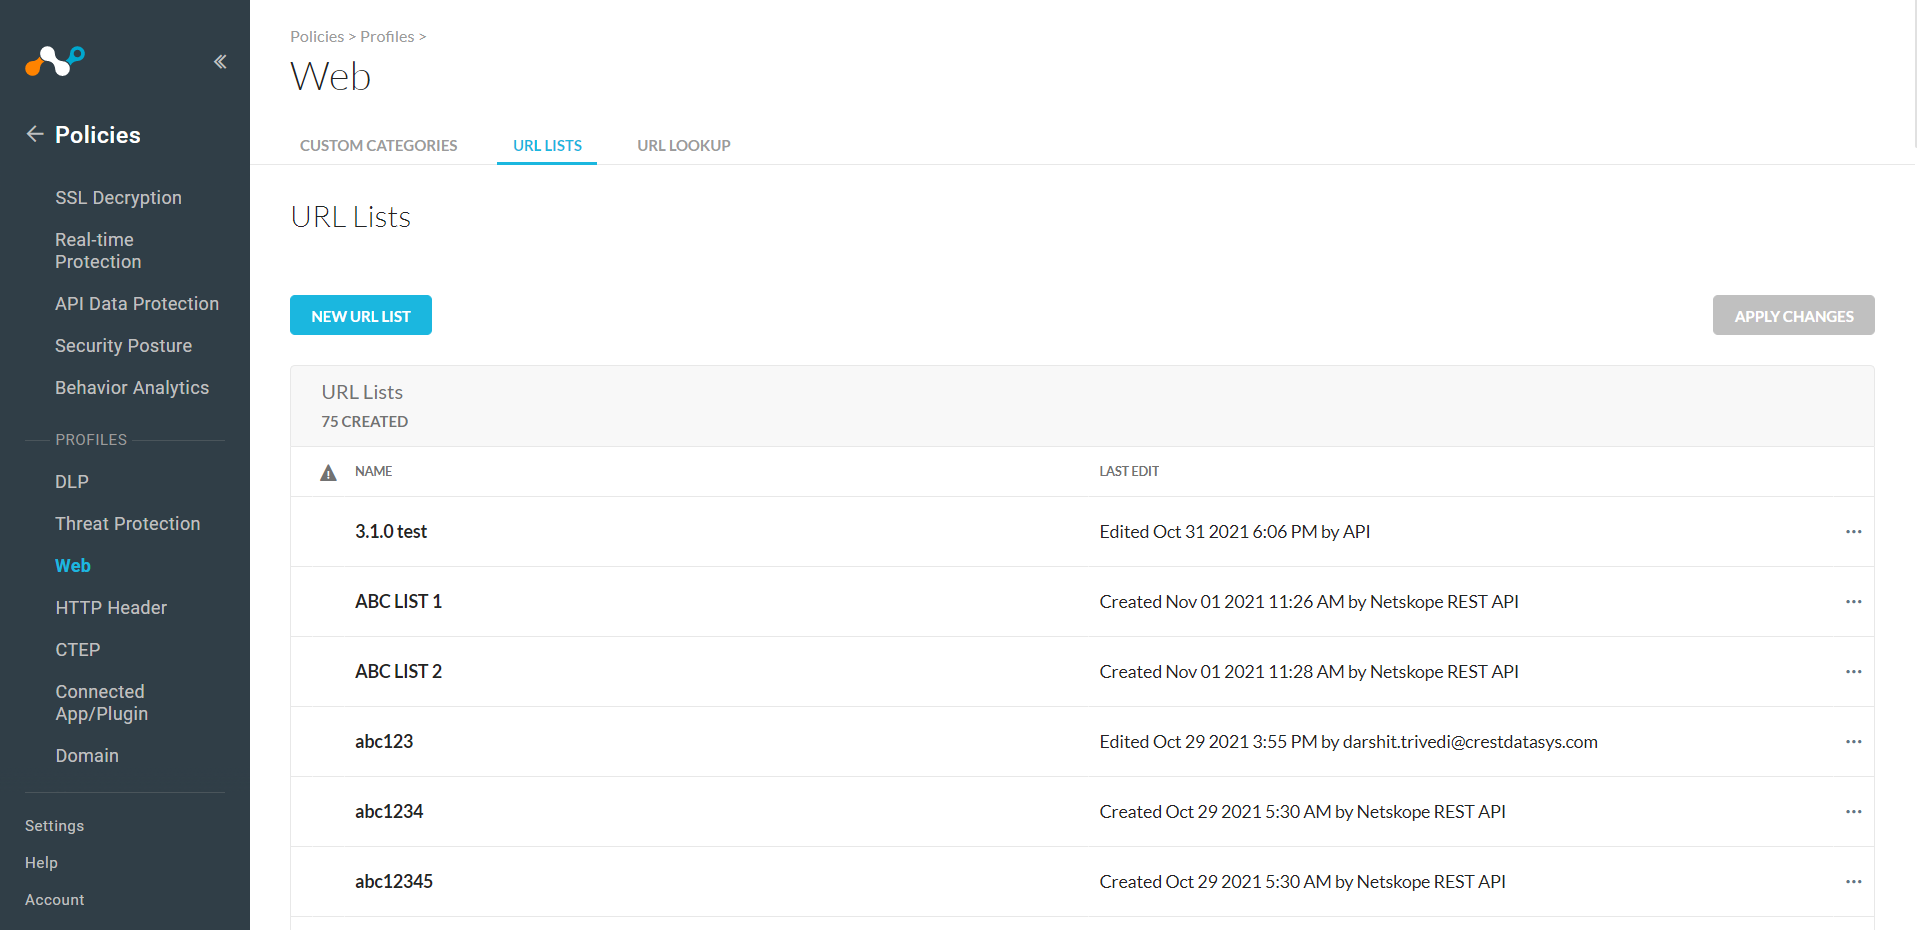 Policies
SSL Decryption
Real-time
Protection
API Data Protection
Security Posture
Behavior Analytics
PROFILES
DLP
Threat Protection
Web
HTTP Header
CTEP
Connected
App/Plugin
Domain
Settings
Help
Account
Policies > Profiles >
Web
CUSTOM CATEGORIES URL LISTS URL LOOKUP
URL Lists
NEW URL LIST APPLY CHANGES
URL Lists
75 CREATED
NAME LAST EDIT
3.1.0 test Edited Oct 31 2021 6:06 PM by API
ABC LIST 1 Created Nov 01 2021 11:26 AM by Netskope REST API
ABC LIST 2 Created Nov 01 2021 11:28 AM by Netskope REST API
abc123 Edited Oct 29 2021 3:55 PM by darshit.trivedi@crestdatasys.com
abc1234 Created Oct 29 2021 5:30 AM by Netskope REST API
abc12345 Created Oct 29 2021 5:30 AM by Netskope REST API